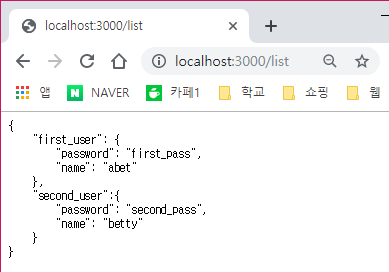 localhost:3000/list
localhost:3000/list
앱 NAVER 카페1 학교 쇼핑 웹
{
    "first_user": {
        "password": "first_pass",
        "name": "abet"
    },
    "second_user":{
        "password": "second_pass",
        "name": "betty"
    }
}